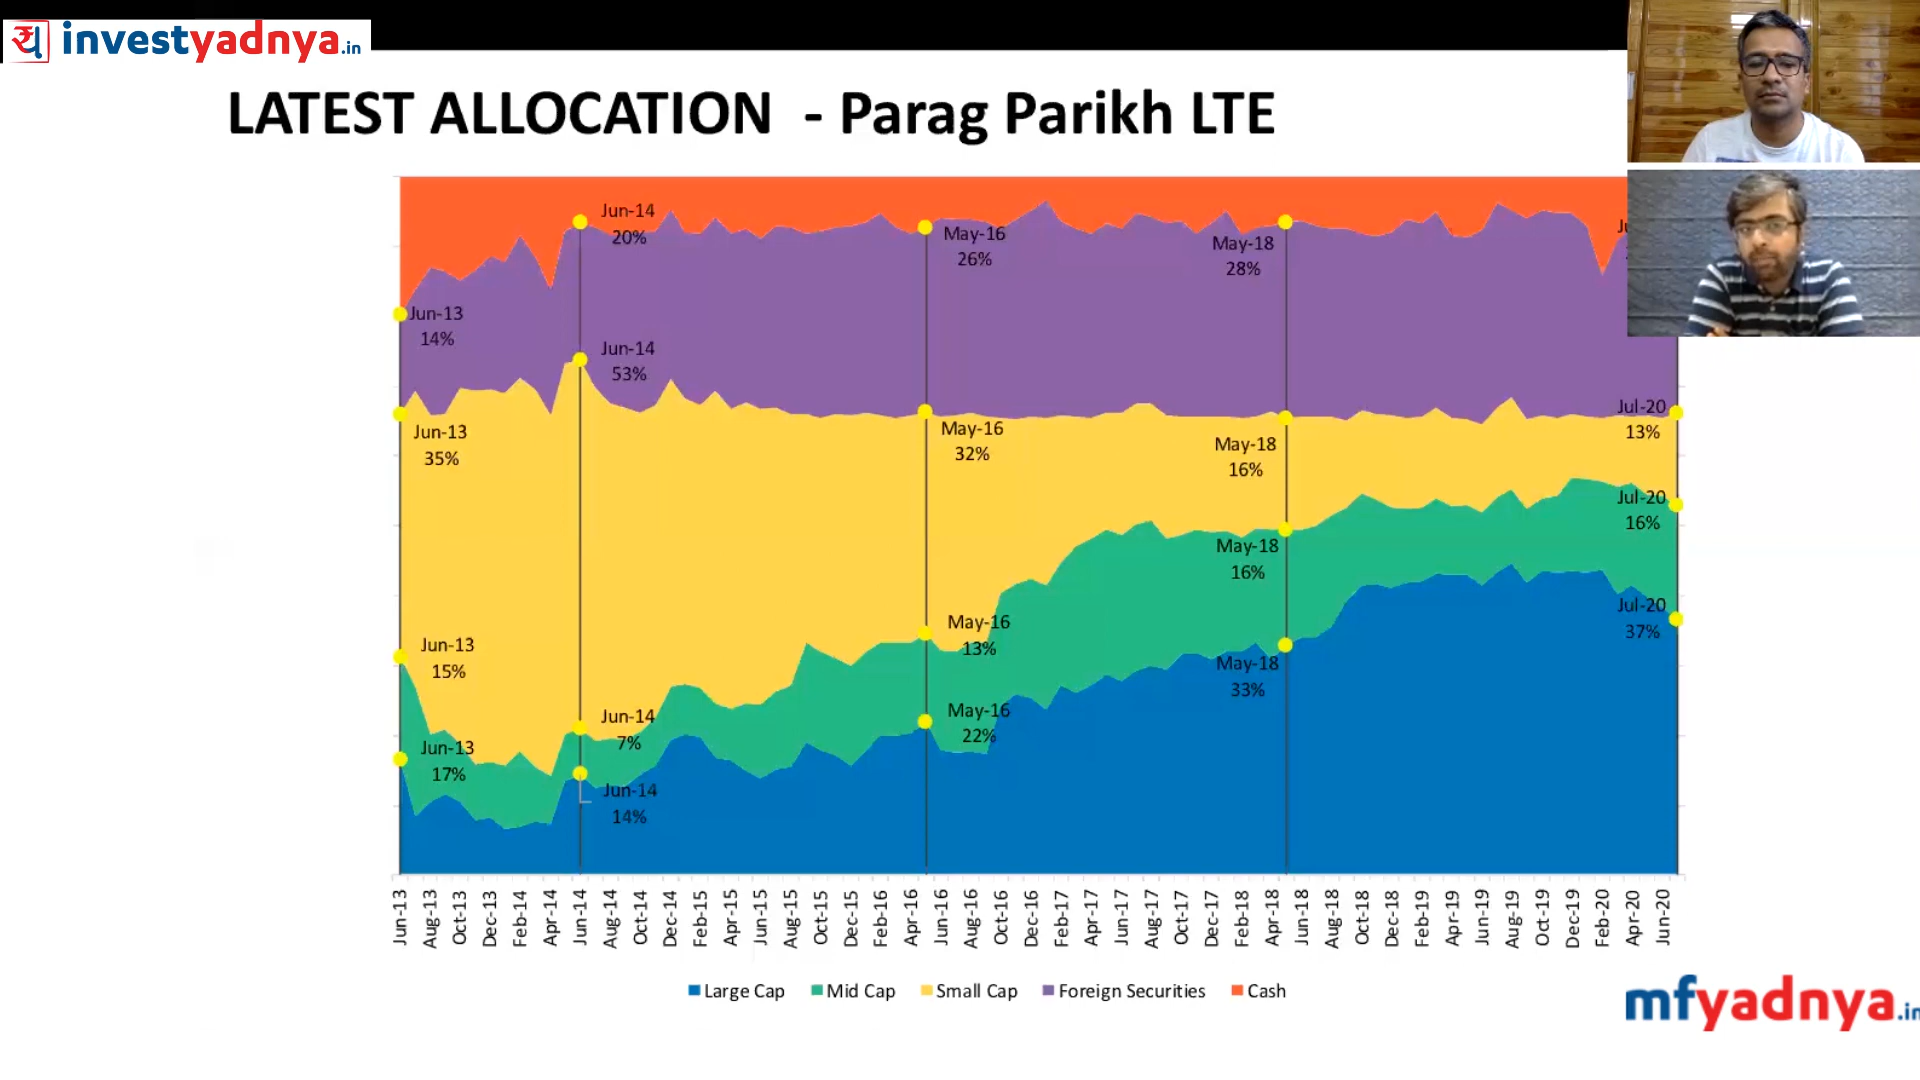 investyadnya.in
LATEST ALLOCATION - Parag Parikh LTE
Jun-14
20%
May-16
26%
May-18
28%
Jun-13
14%
Jun-14
53%
Jun-13
35%
May-16
32%
May-18
16%
Jul-20
13%
Jul-20
16%
May-18
16%
Jun-13
15%
May-16
13%
Jul-20
37%
May-18
33%
Jun-14
7%
May-16
22%
Jun-13
17%
Jun-14
14%
Jun-13 Aug-13 Oct-13 Dec-13 Feb-14 Apr-14 Jun-14 Aug-14 Oct-14 Dec-14 Feb-15 Apr-15 Jun-15 Aug-15 Oct-15 Dec-15 Feb-16 Apr-16 Jun-16 Aug-16 Oct-16 Dec-16 Feb-17 Apr-17 Jun-17 Aug-17 Oct-17 Dec-17 Feb-18 Apr-18 Jun-18 Aug-18 Oct-18 Dec-18 Feb-19 Apr-19 Jun-19 Aug-19 Oct-19 Dec-19 Feb-20 Apr-20 Jun-20
Large Cap Mid Cap Small Cap Foreign Securities Cash
mfyadnya.in